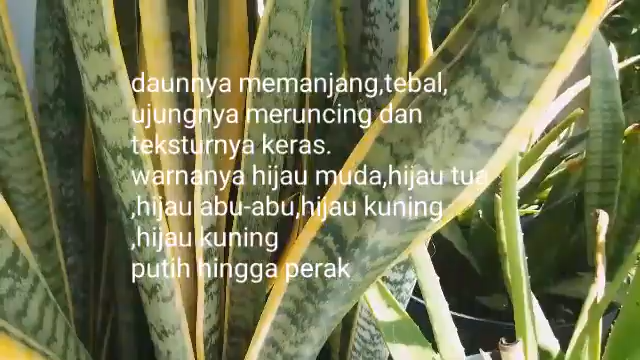 daunnya memanjang,tebal,
ujungnya meruncing dan
teksturnya keras.
warnanya hijau muda,hijau tua
,hijau abu-abu,hijau kuning
,hijau kuning
putih hingga perak